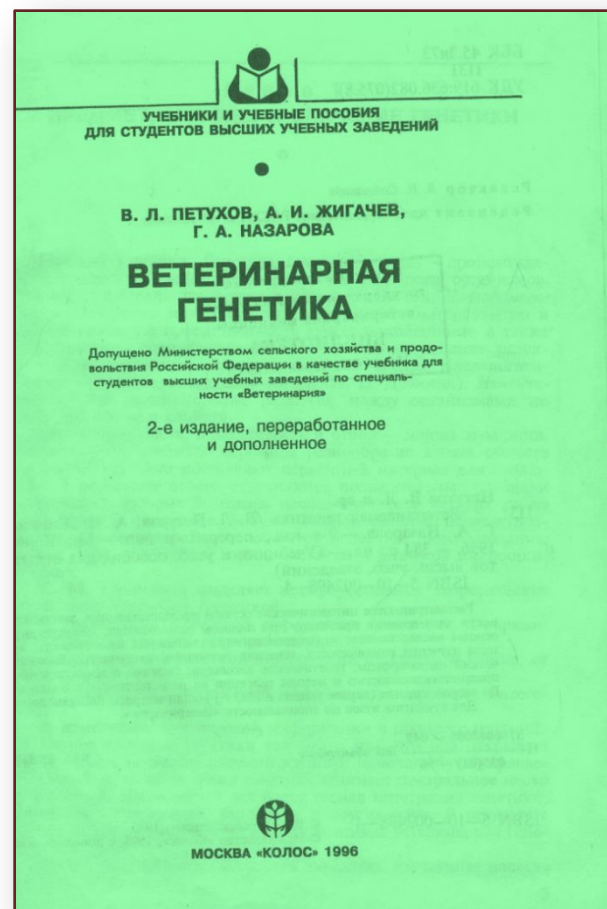 УЧЕБНИКИ И УЧЕБНЫЕ ПОСОБИЯ
ДЛЯ СТУДЕНТОВ ВЫСШИХ УЧЕБНЫХ ЗАВЕДЕНИЙ
В. Л. ПЕТУХОВ, А. И. ЖИГАЧЕВ,
Г. А. НАЗАРОВА
ВЕТЕРИНАРНАЯ
ГЕНЕТИКА
Допущено Министерством сельского хозяйства и продо-
вольствия Российской Федерации в качестве учебника для
студентов высших учебных заведений по специаль-
ности «Ветеринария»
2-е издание, переработанное
и дополненное
МОСКВА «КОЛОС» 1996